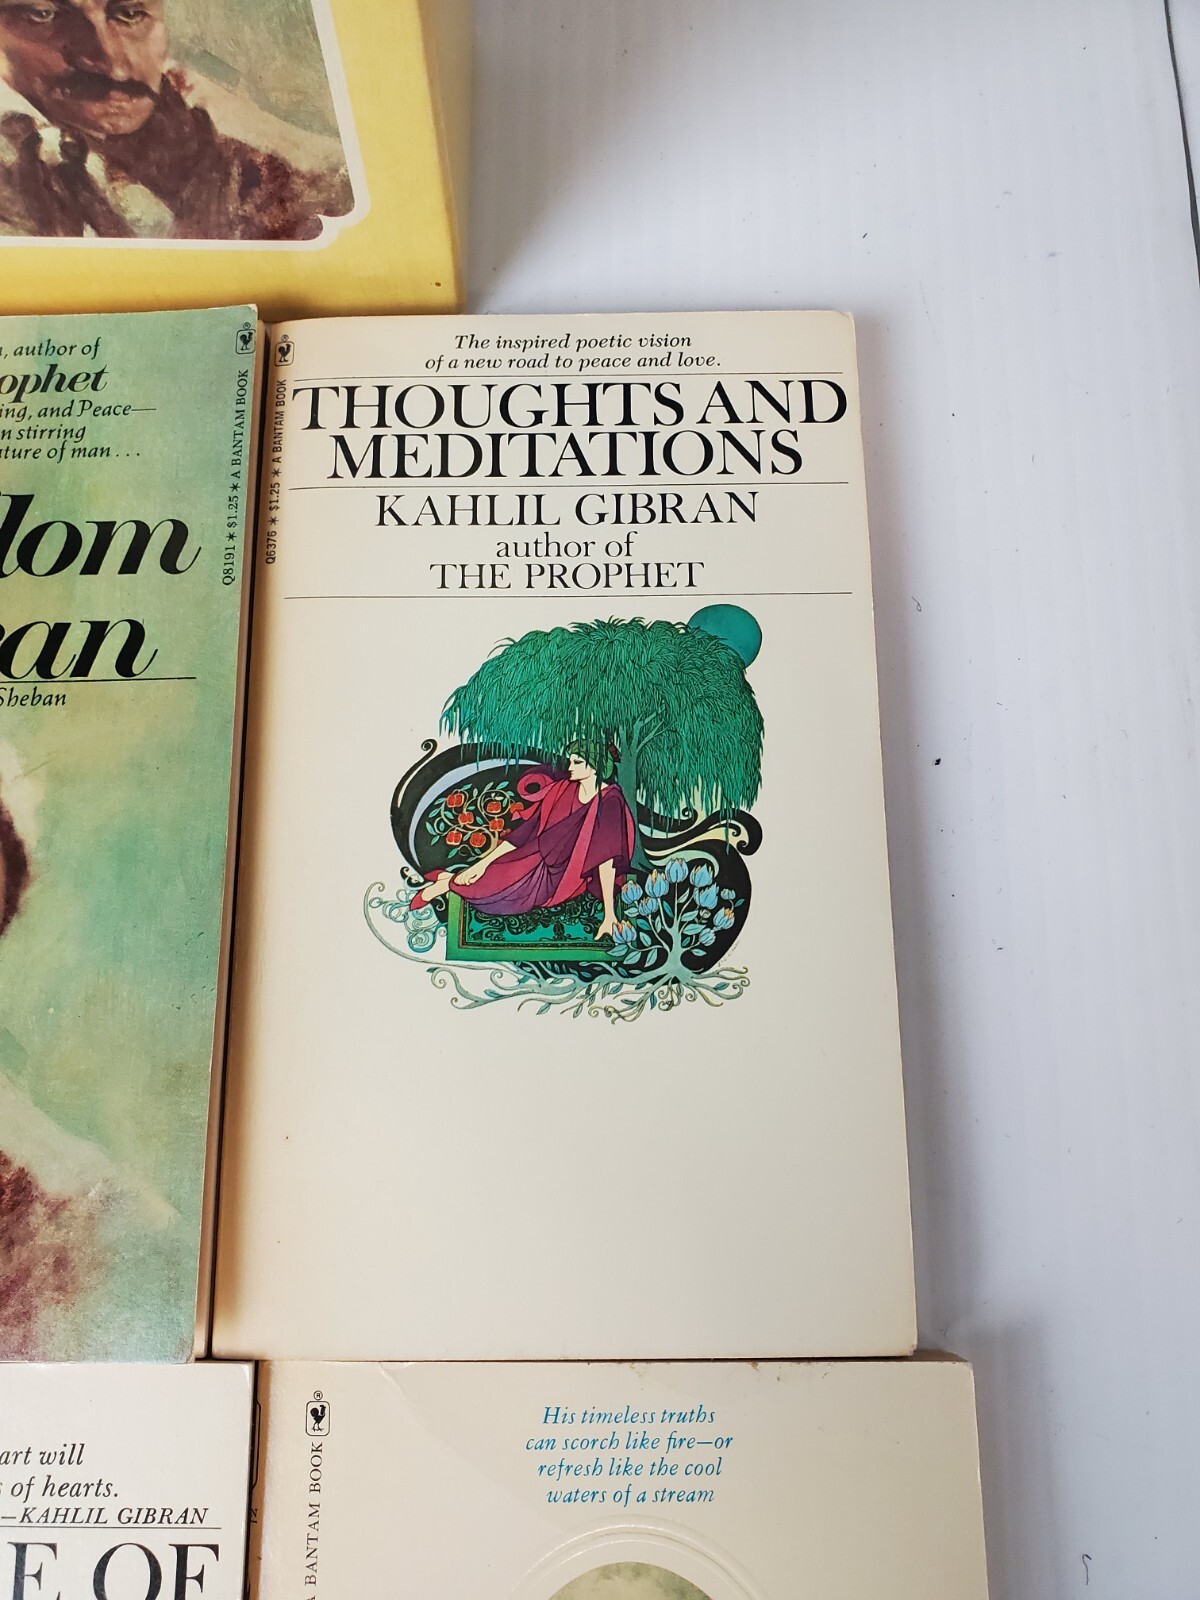 , author of
ophet
ing, and Peace—
n stirring
ture of man . . .
dom
an
Sheban
Q8191 * $1.25 * A BANTAM BOOK
®
Q6376 * $1.25 * A BANTAM BOOK
®
The inspired poetic vision
of a new road to peace and love.
THOUGHTS AND
MEDITATIONS
KAHLIL GIBRAN
author of
THE PROPHET
art will
s of hearts.
—KAHLIL GIBRAN
E OF
A BANTAM BOOK
®
His timeless truths
can scorch like fire—or
refresh like the cool
waters of a stream